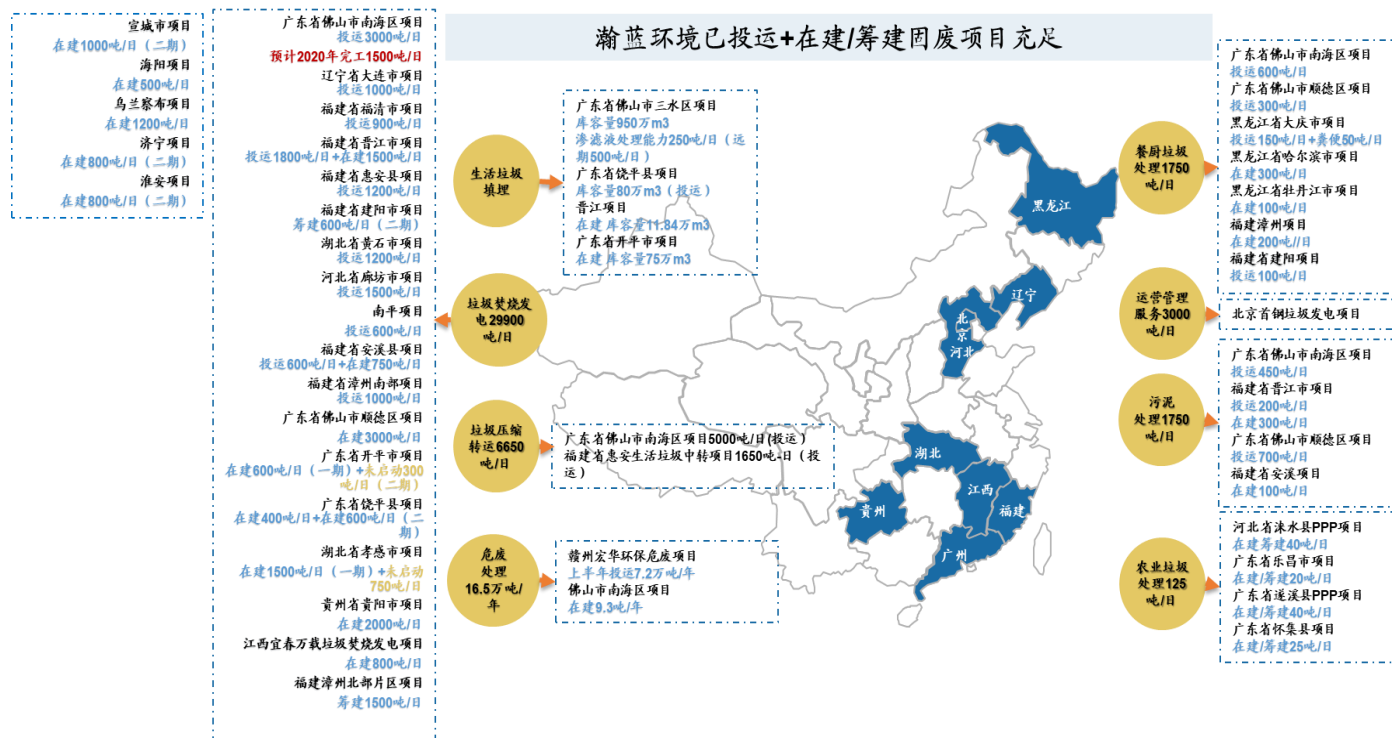 瀚蓝环境已投运+在建/筹建固废项目充足
宣城市项目
在建1000吨/日（二期）
海阳项目
在建500吨/日
乌兰察布项目
在建1200吨/日
济宁项目
在建800吨/日（二期）
淮安项目
在建800吨/日（二期）
广东省佛山市南海区项目
投运3000吨/日
预计2020年完工1500吨/日
辽宁省大连市项目
投运1000吨/日
福建省福清市项目
投运900吨/日
福建省晋江市项目
投运1800吨/日+在建1500吨/日
福建省惠安县项目
投运1200吨/日
福建省建阳市项目
筹建600吨/日（二期）
湖北省黄石市项目
投运1200吨/日
河北省廊坊市项目
投运1500吨/日
南平项目
投运600吨/日
福建省安溪县项目
投运600吨/日+在建750吨/日
福建省漳州南部项目
投运1000吨/日
广东省佛山市顺德区项目
在建3000吨/日
广东省开平市项目
在建600吨/日（一期）+未启动300
吨/日（二期）
广东省饶平县项目
在建400吨/日+在建600吨/日（二
期）
湖北省孝感市项目
在建1500吨/日（一期）+未启动
750吨/日
貴州省贵阳市项目
在建2000吨/日
江西宜春万载垃圾焚烧发电项目
在建800吨/日
福建漳州北部片区项目
筹建1500吨/日
生活垃圾
填埋
广东省佛山市三水区项目
库容量950万m3
渗滤液处理能力250吨/日（远
期500吨/日）
广东省饶平县项目
库容量80万m3（投运）
晋江项目
在建 库容量11.84万m3
广东省开平市项目
在建 库容量75万m3
垃圾焚烧发
电29900
吨/日
垃圾压缩
转运6650
吨/日
广东省佛山市南海区项目5000吨/日(投运）
福建省惠安生活垃圾中转项目1650吨-日（投
运）
危废
处理
16.5万吨/
年
赣州宏华环保危废项目
上半年投运7.2万吨/年
佛山市南海区项目
在建9.3吨/年
黑龙江
辽宁
北
京
河北
湖北
江西
貴州
福建
广州
餐厨垃圾
处理1750
吨/日
广东省佛山市南海区项目
投运600吨/日
广东省佛山市顺德区项目
投运300吨/日
黑龙江省大庆市项目
投运150吨/日+粪便50吨/日
黑龙江省哈尔滨市项目
在建300吨/日
黑龙江省牡丹江市项目
在建100吨/日
福建漳州项目
在建200吨//日
福建省建阳项目
投运100吨/日
运营管理
服务3000
吨/日
北京首钢垃圾发电项目
污泥
处理1750
吨/日
广东省佛山市南海区项目
投运450吨/日
福建省晋江市项目
投运200吨/日
在建300吨/日
广东省佛山市顺德区项目
投运700吨/日
福建省安溪项目
在建100吨/日
农业垃圾
处理125
吨/日
河北省涞水县PPP项目
在建筹建40吨/日
广东省乐昌市项目
在建/筹建20吨/日
广东省遂溪县PPP项目
在建/筹建40吨/日
广东省怀集县项目
在建/筹建25吨/日